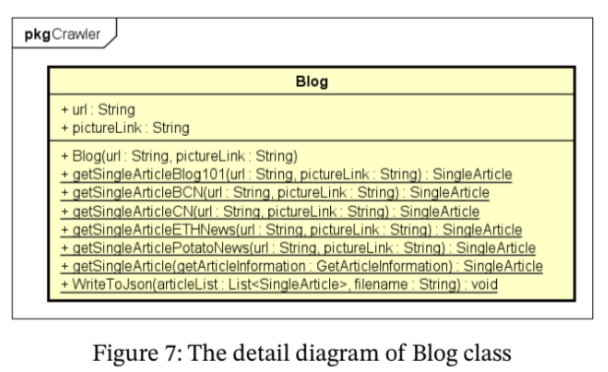 pkgCrawler
Blog
+ url : String
+ pictureLink : String
+ Blog(url : String, pictureLink : String)
+ getSingleArticleBlog101(url : String, pictureLink : String) : SingleArticle
+ getSingleArticleBCN(url : String, pictureLink : String) : SingleArticle
+ getSingleArticleCN(url : String, pictureLink : String) : SingleArticle
+ getSingleArticleETHNews(url : String, pictureLink : String) : SingleArticle
+ getSingleArticlePotatoNews(url : String, pictureLink : String) : SingleArticle
+ getSingleArticle(getArticleInformation : GetArticleInformation) : SingleArticle
+ WriteToJson(articleList : List<SingleArticle>, filename : String) : void
Figure 7: The detail diagram of Blog class